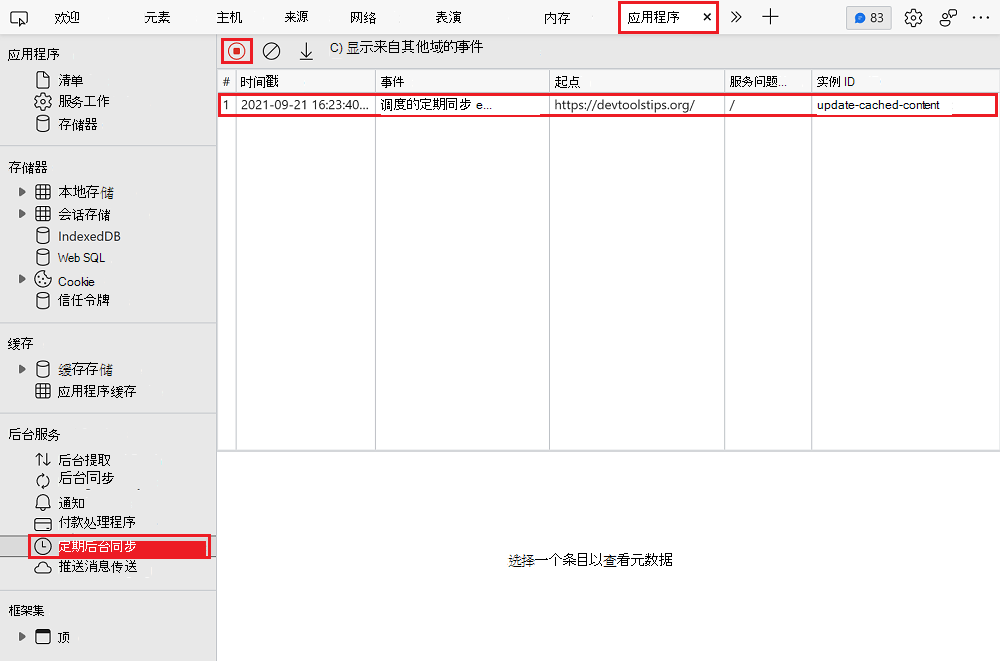 欢迎 元素 主机 来源 网络 表演 内存 应用程序 83
应用程序
清单
服务工作
存储器
存储器
本地存储
会话存储
IndexedDB
Web SQL
Cookie
信任令牌
缓存
缓存存储
应用程序缓存
后台服务
后台提取
后台同步
通知
付款处理程序
定期后台同步
推送消息传送
框架集
顶
C) 显示来自其他域的事件
# 时间戳 事件 起点 服务问题... 实例 ID
1 2021-09-21 16:23:40... 调度的定期同步 e... https://devtoolstips.org/ / update-cached-content
选择一个条目以查看元数据